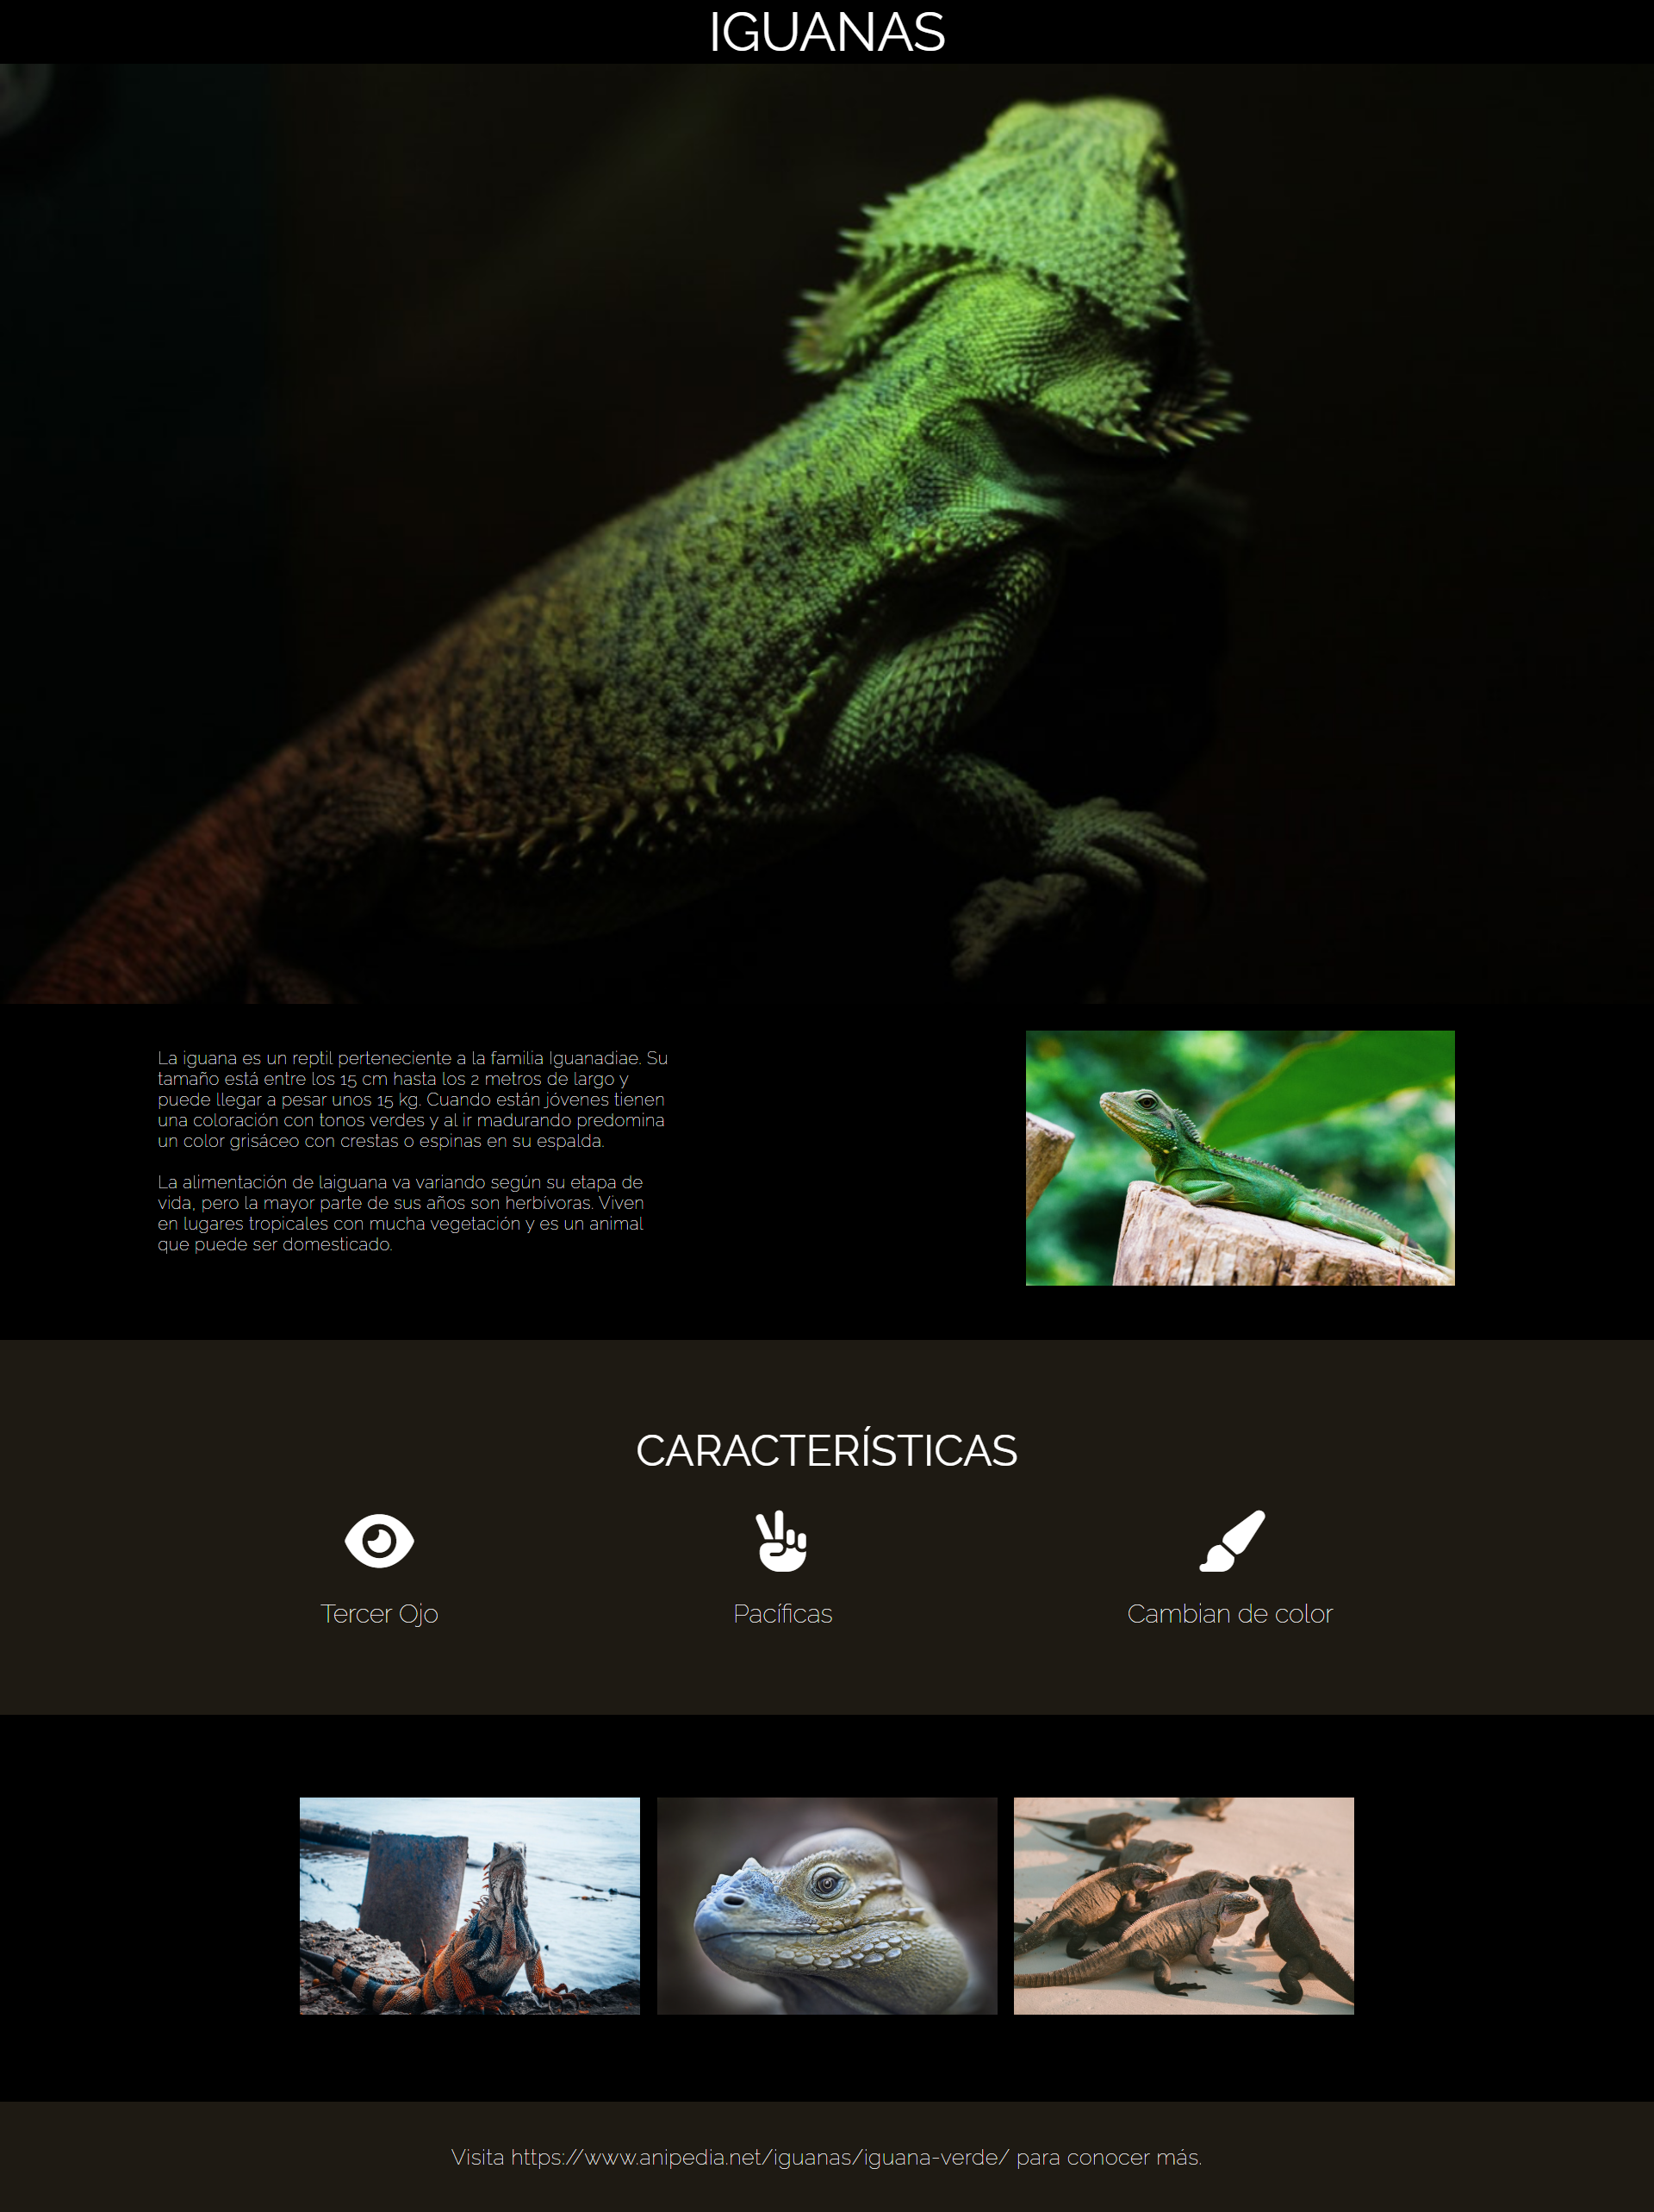 IGUANAS
La iguana es un reptil perteneciente a la familia Iguanadiae. Su
tamaño está entre los 15 cm hasta los 2 metros de largo y
puede llegar a pesar unos 15 kg. Cuando están jóvenes tienen
una coloración con tonos verdes y al ir madurando predomina
un color grisáceo con crestas o espinas en su espalda.
La alimentación de laiguana va variando según su etapa de
vida, pero la mayor parte de sus años son herbívoras. Viven
en lugares tropicales con mucha vegetación y es un animal
que puede ser domesticado.
CARACTERÍSTICAS
Tercer Ojo
Pacíficas
Cambian de color
Visita https://www.anipedia.net/iguanas/iguana-verde/ para conocer más.